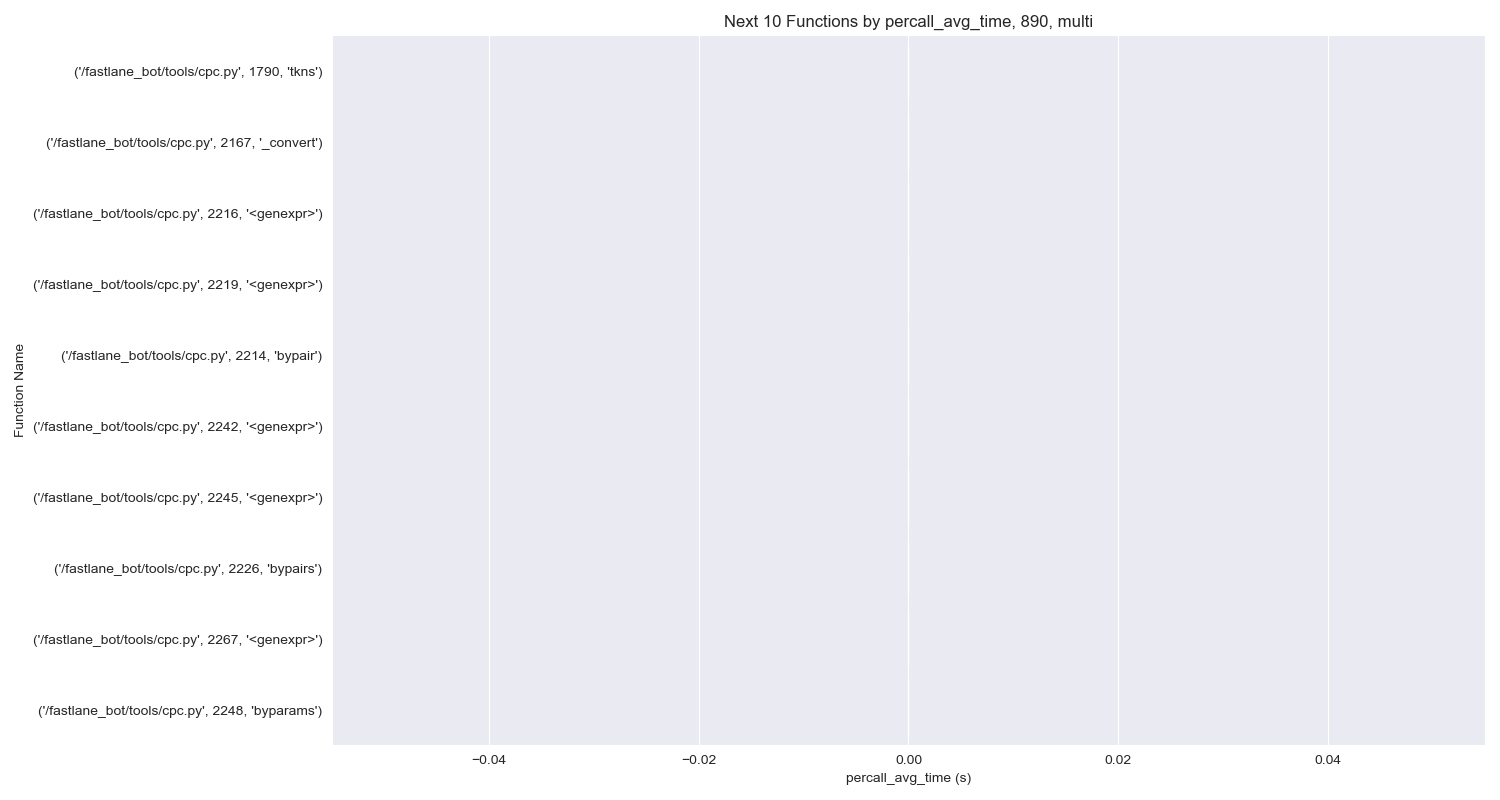 Next 10 Functions by percall_avg_time, 890, multi
Function Name
('/fastlane_bot/tools/cpc.py', 1790, 'tkns')
('/fastlane_bot/tools/cpc.py', 2167, '_convert')
('/fastlane_bot/tools/cpc.py', 2216, '<genexpr>')
('/fastlane_bot/tools/cpc.py', 2219, '<genexpr>')
('/fastlane_bot/tools/cpc.py', 2214, 'bypair')
('/fastlane_bot/tools/cpc.py', 2242, '<genexpr>')
('/fastlane_bot/tools/cpc.py', 2245, '<genexpr>')
('/fastlane_bot/tools/cpc.py', 2226, 'bypairs')
('/fastlane_bot/tools/cpc.py', 2267, '<genexpr>')
('/fastlane_bot/tools/cpc.py', 2248, 'byparams')
−0.04 −0.02 0.00 0.02 0.04
percall_avg_time (s)